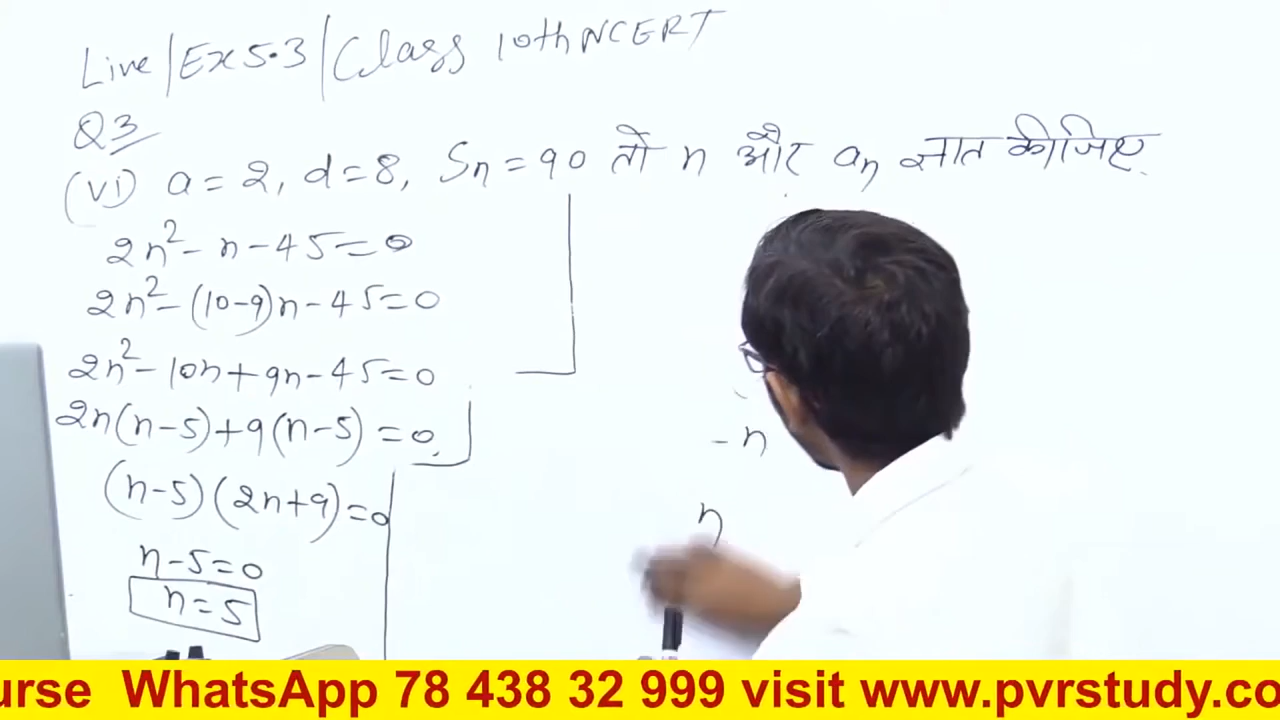 Live/Ex5.3/Class 10th NCERT
Q3
(vi) a = 2, d = 8, Sn = 90 तो n और an ज्ञात कीजिए.
2n² - n - 45 = 0
2n² - (10-9)n - 45 = 0
2n² - 10n + 9n - 45 = 0
2n(n-5) + 9(n-5) = 0
(n-5)(2n+9) = 0
n-5 = 0
n = 5
- n
n
urse WhatsApp 78 438 32 999 visit www.pvrstudy.co